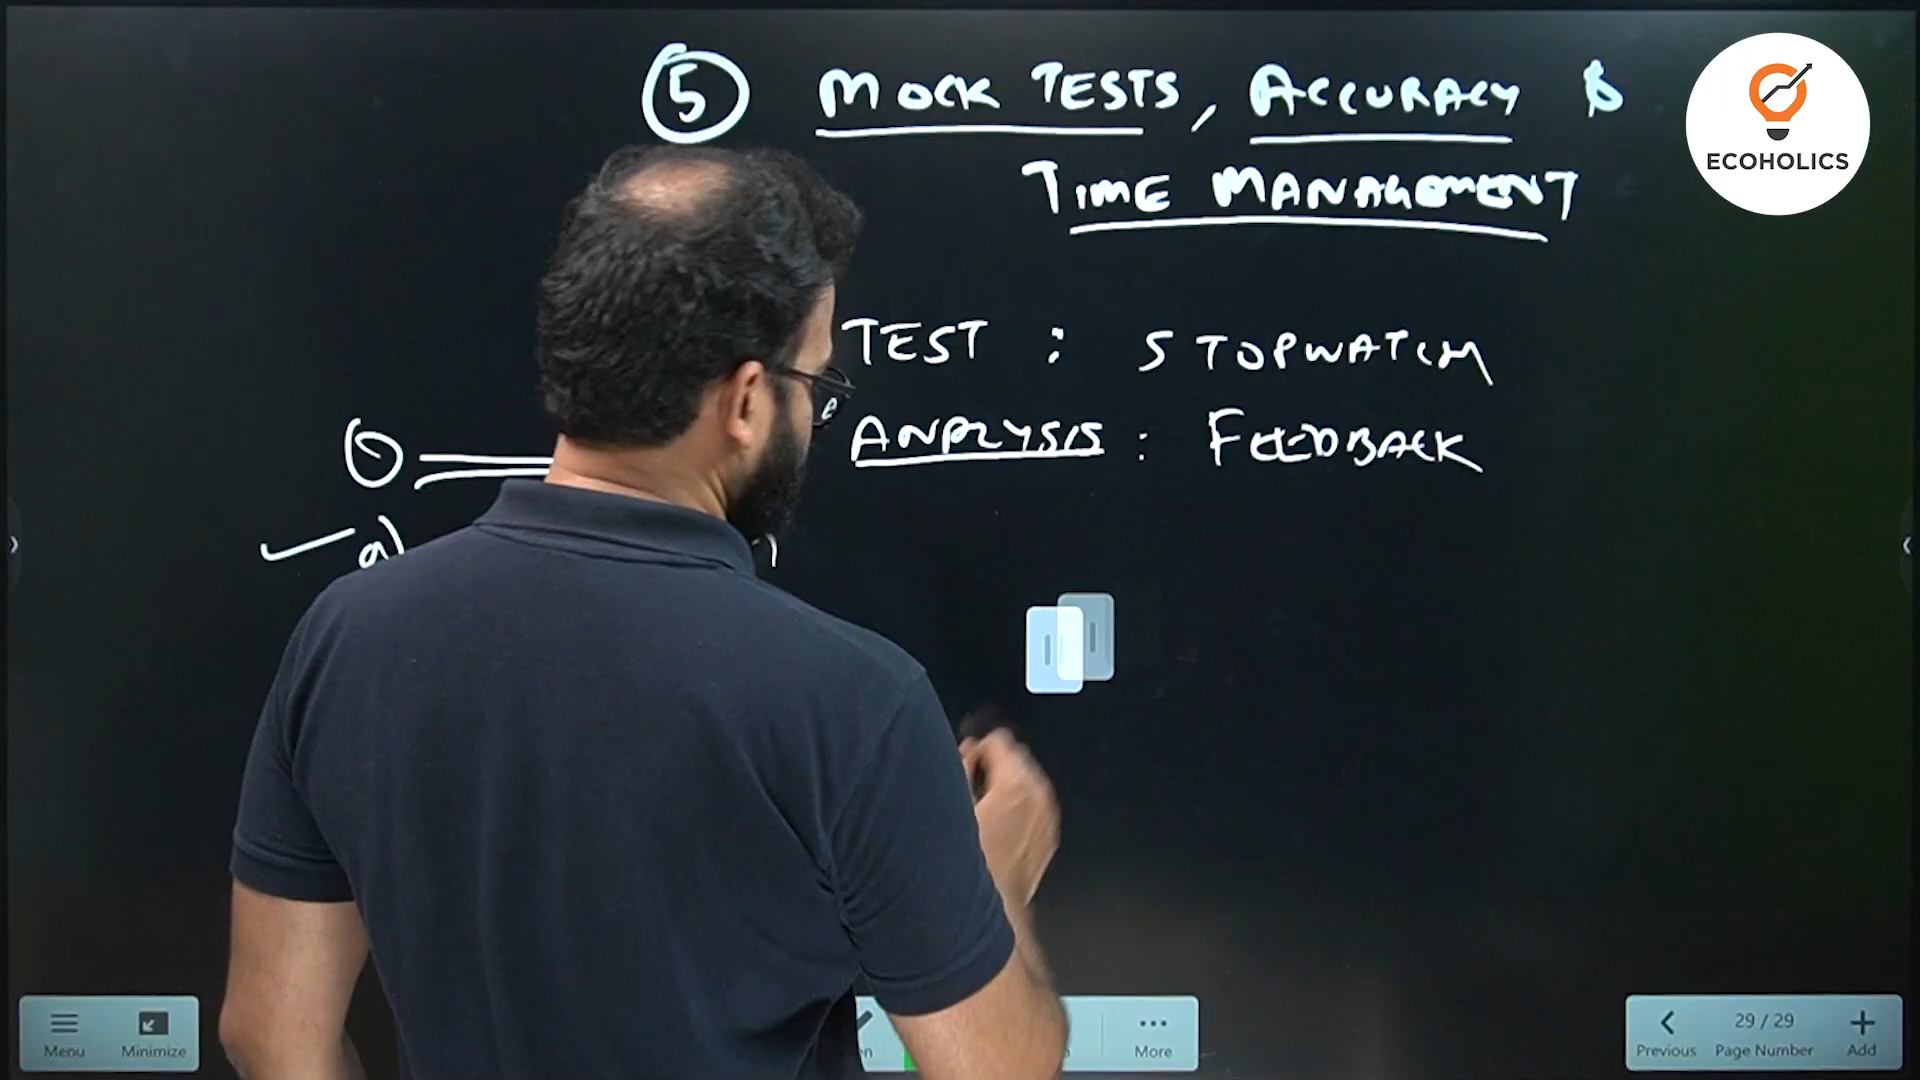 5 MOCK TESTS, ACCURACY &
TIME MANAGEMENT
ECOHOLICS
TEST : STOPWATCH
ANALYSIS : FEEDBACK
a)
Menu
Minimize
More
29 / 29
Previous
Page Number
Add